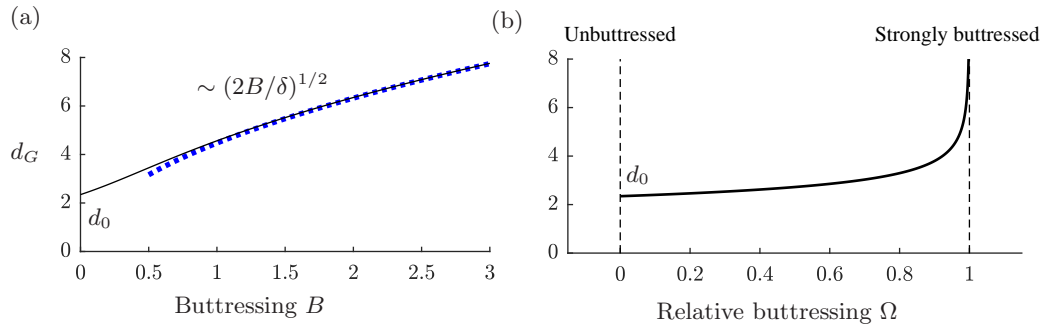 (a)
8
6
4
2
0
d_G
∼ (2B/δ)^{1/2}
d_0
0
0.5
1
1.5
2
2.5
3
Buttressing B
(b)
Unbuttressed
Strongly buttressed
8
6
4
2
0
d_0
0
0.2
0.4
0.6
0.8
1
Relative buttressing Ω